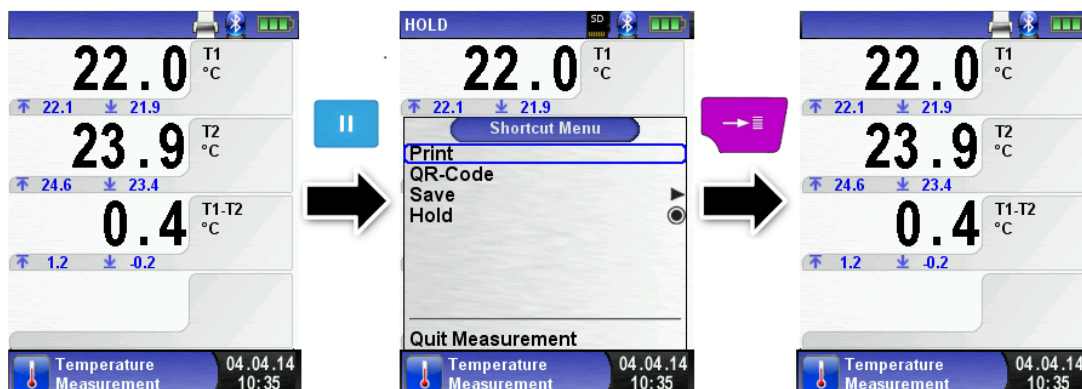 22.0 T1
°C
22.1 21.9
23.9 T2
°C
24.6 23.4
0.4 T1-T2
°C
1.2 -0.2
Temperature
Measurement
04.04.14
10:35
HOLD SD
22.0 T1
°C
22.1 21.9
Shortcut Menu
Print
QR-Code
Save
Hold
Quit Measurement
Temperature
Measurement
04.04.14
10:35
22.0 T1
°C
22.1 21.9
23.9 T2
°C
24.6 23.4
0.4 T1-T2
°C
1.2 -0.2
Temperature
Measurement
04.04.14
10:35